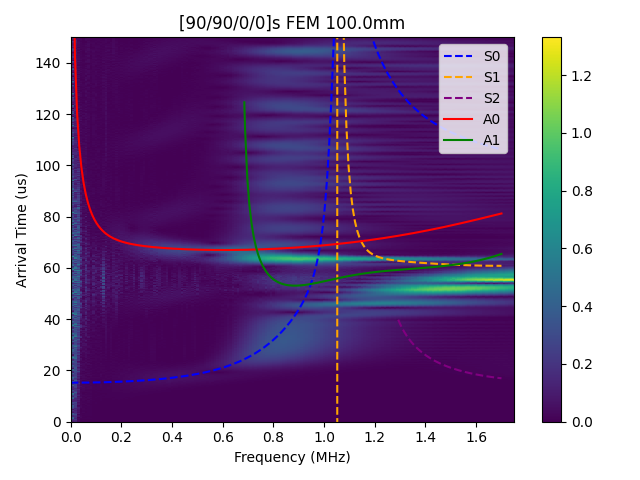 [90/90/0/0]s FEM 100.0mm
Arrival Time (us)
140
120
100
80
60
40
20
0
0.0 0.2 0.4 0.6 0.8 1.0 1.2 1.4 1.6
Frequency (MHz)
S0
S1
S2
A0
A1
1.2
1.0
0.8
0.6
0.4
0.2
0.0